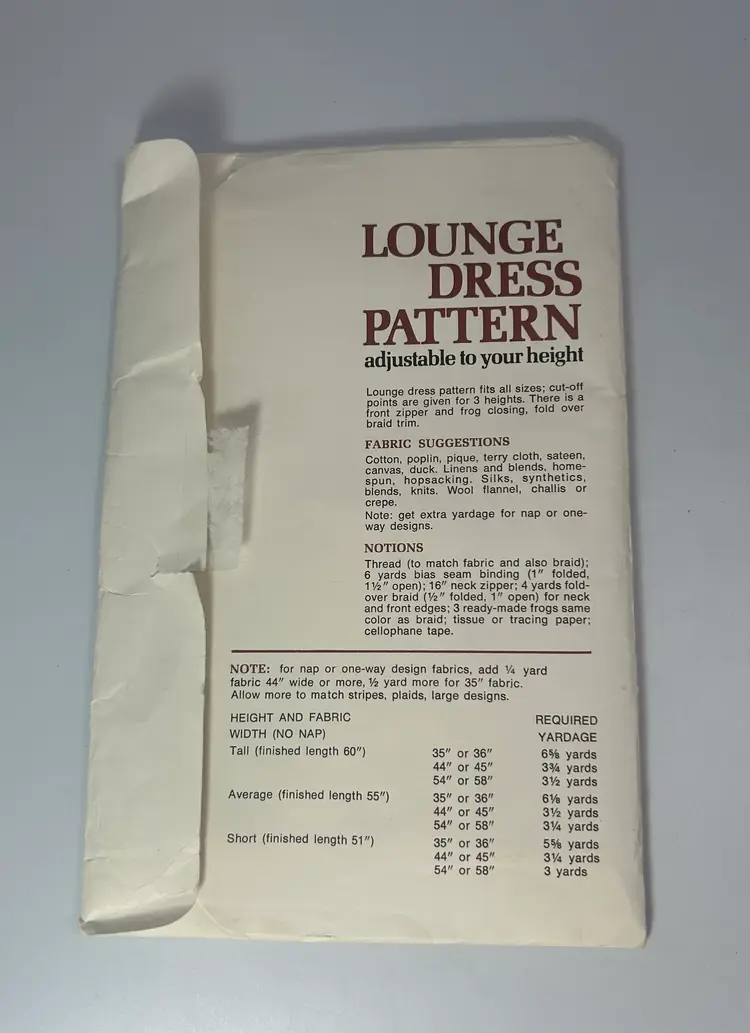 LOUNGE
DRESS
PATTERN
adjustable to your height
Lounge dress pattern fits all sizes; cut-off
points are given for 3 heights. There is a
front zipper and frog closing, fold over
braid trim.
FABRIC SUGGESTIONS
Cotton, poplin, pique, terry cloth, sateen,
canvas, duck. Linens and blends, home-
spun, hopsacking. Silks, synthetics,
blends, knits. Wool flannel, challis or
crepe.
Note: get extra yardage for nap or one-
way designs.
NOTIONS
Thread (to match fabric and also braid);
6 yards bias seam binding (1″ folded,
1½″ open); 16″ neck zipper; 4 yards fold-
over braid (½″ folded, 1″ open) for neck
and front edges; 3 ready-made frogs same
color as braid; tissue or tracing paper;
cellophane tape.
NOTE: for nap or one-way design fabrics, add ¼ yard
fabric 44″ wide or more, ½ yard more for 35″ fabric.
Allow more to match stripes, plaids, large designs.
HEIGHT AND FABRIC REQUIRED
WIDTH (NO NAP) YARDAGE
Tall (finished length 60″) 35″ or 36″ 6⅝ yards
44″ or 45″ 3¾ yards
54″ or 58″ 3½ yards
Average (finished length 55″) 35″ or 36″ 6⅛ yards
44″ or 45″ 3½ yards
54″ or 58″ 3¼ yards
Short (finished length 51″) 35″ or 36″ 5⅝ yards
44″ or 45″ 3¼ yards
54″ or 58″ 3 yards